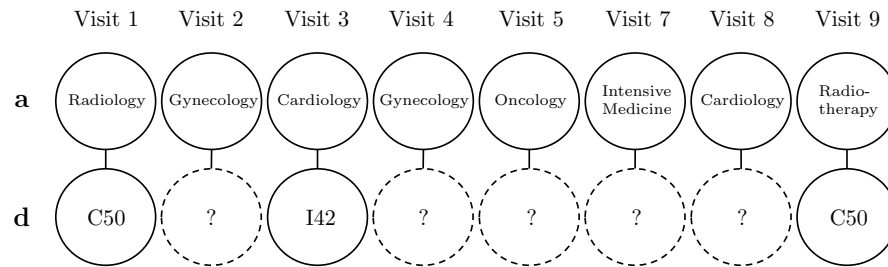 Visit 1 Visit 2 Visit 3 Visit 4 Visit 5 Visit 7 Visit 8 Visit 9
a Radiology Gynecology Cardiology Gynecology Oncology Intensive Medicine Cardiology Radio-therapy
d C50 ? I42 ? ? ? ? C50